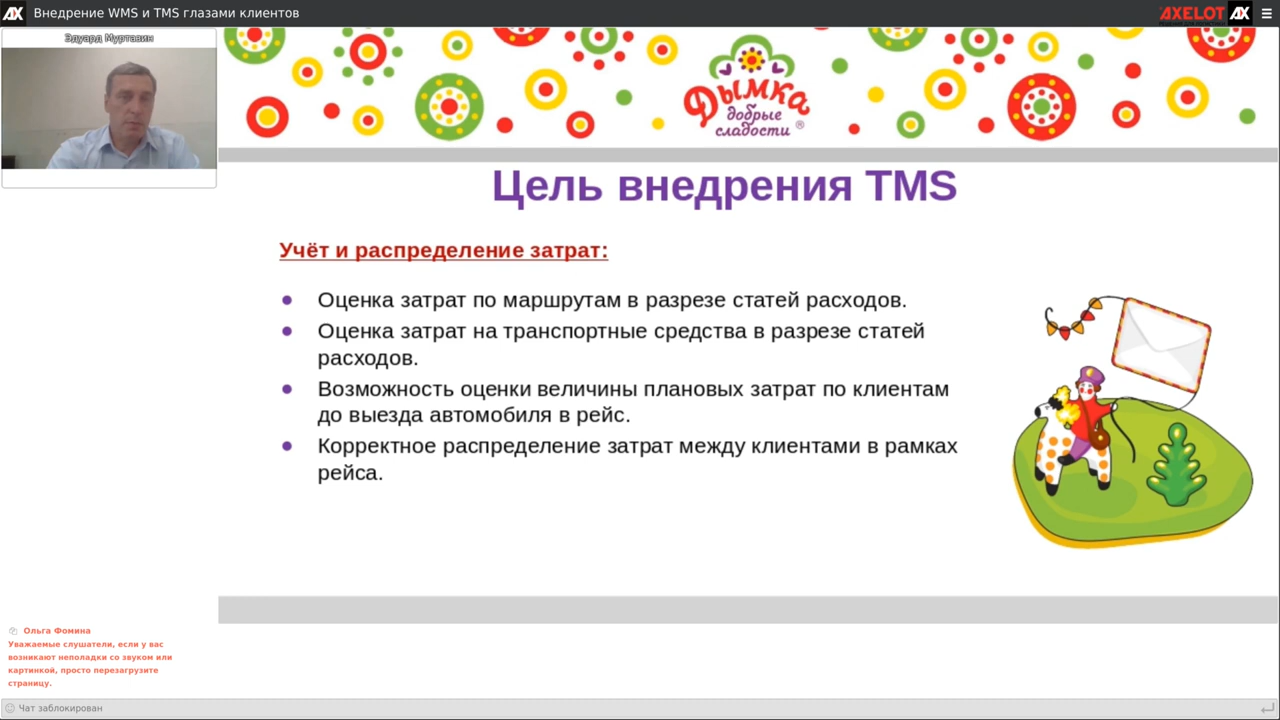 Внедрение WMS и TMS глазами клиентов
AXELOT
Эдуард Муртазин
Дымка
добрые
сладости ®
Цель внедрения TMS
Учёт и распределение затрат:
Оценка затрат по маршрутам в разрезе статей расходов.
Оценка затрат на транспортные средства в разрезе статей
расходов.
Возможность оценки величины плановых затрат по клиентам
до выезда автомобиля в рейс.
Корректное распределение затрат между клиентами в рамках
рейса.
Ольга Фомина
Уважаемые слушатели, если у вас
возникают неполадки со звуком или
картинкой, просто перезагрузите
страницу.
Чат заблокирован